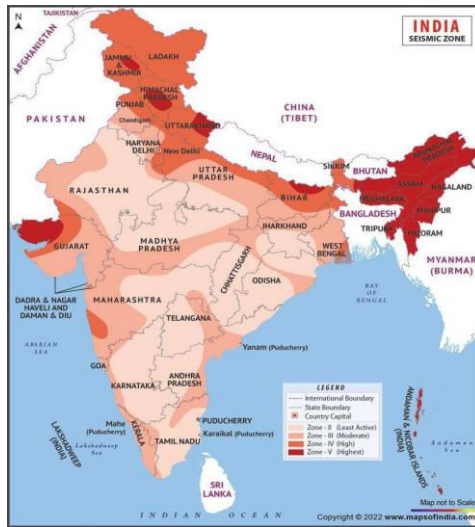 N
TAJIKISTAN
AFGHANISTAN
INDIA
SEISMIC ZONE
JAMMU
&
KASHMIR
LADAKH
HIMACHAL
PRADESH
PUNJAB
Chandigarh
UTTARAKHAND
CHINA
(TIBET)
PAKISTAN
HARYANA
DELHI
New Delhi
NEPAL
SIKKIM
BHUTAN
ARUNACHAL
PRADESH
RAJASTHAN
UTTAR
PRADESH
BIHAR
ASSAM
NAGALAND
MEGHALAYA
MANIPUR
BANGLADESH
TRIPURA
MIZORAM
GUJARAT
MADHYA
PRADESH
JHARKHAND
WEST
BENGAL
MYANMAR
(BURMA)
CHHATTISGARH
ODISHA
DADRA & NAGAR
HAVELI AND
DAMAN & DIU
MAHARASHTRA
BAY
OF
BENGAL
TELANGANA
ARABIAN
SEA
Yanam (Puducherry)
GOA
KARNATAKA
ANDHRA
PRADESH
LEGEND
International Boundary
State Boundary
Country Capital
Zone - II (Least Active)
Zone - III (Moderate)
Zone - IV (High)
Zone - V (Highest)
Mahe
(Puducherry)
PUDUCHERRY
Karaikal (Puducherry)
LAKSHADWEEP
(INDIA)
Lakshadweep
Sea
KERALA
TAMIL NADU
ANDAMAN & NICOBAR ISLANDS
(INDIA)
Andaman
Sea
SRI
LANKA
INDIAN OCEAN
Map not to Scale
Copyright © 2022 www.mapsofindia.com